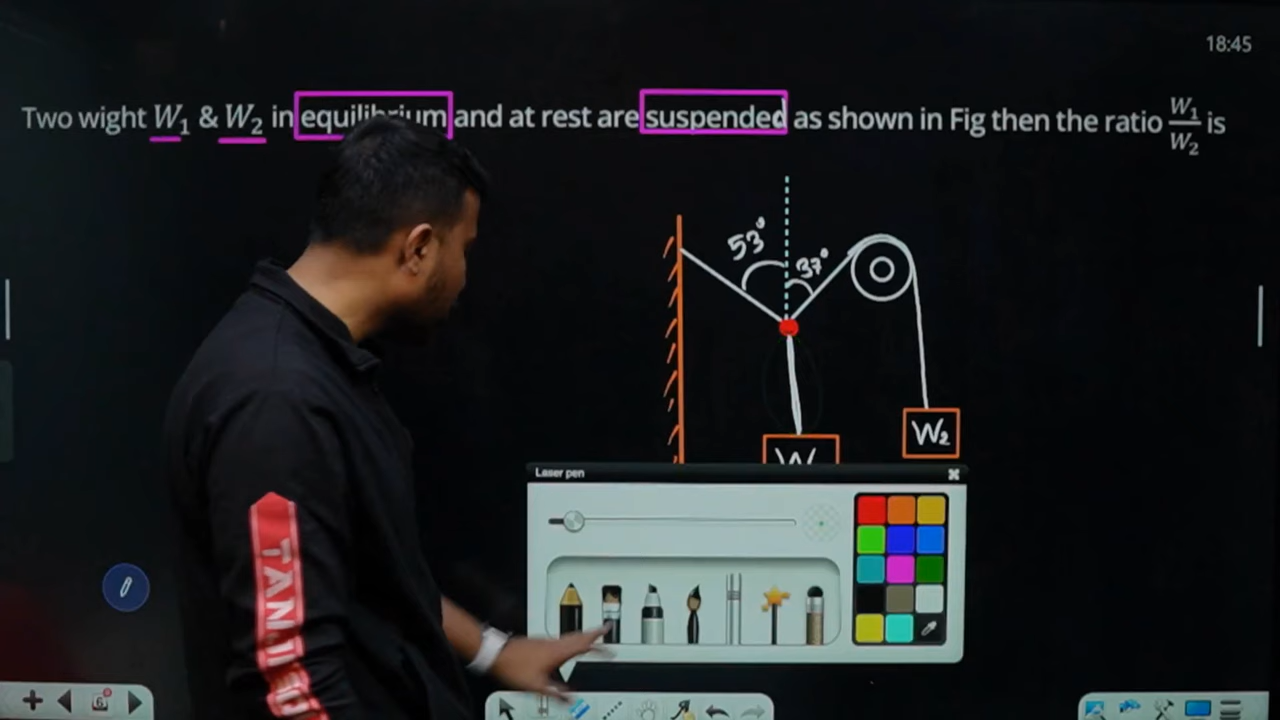 18:45
Two wight W₁ & W₂ in equilibrium and at rest are suspended as shown in Fig then the ratio W₁/W₂ is
53°
37°
W₂
W
Laser pen
TANJ